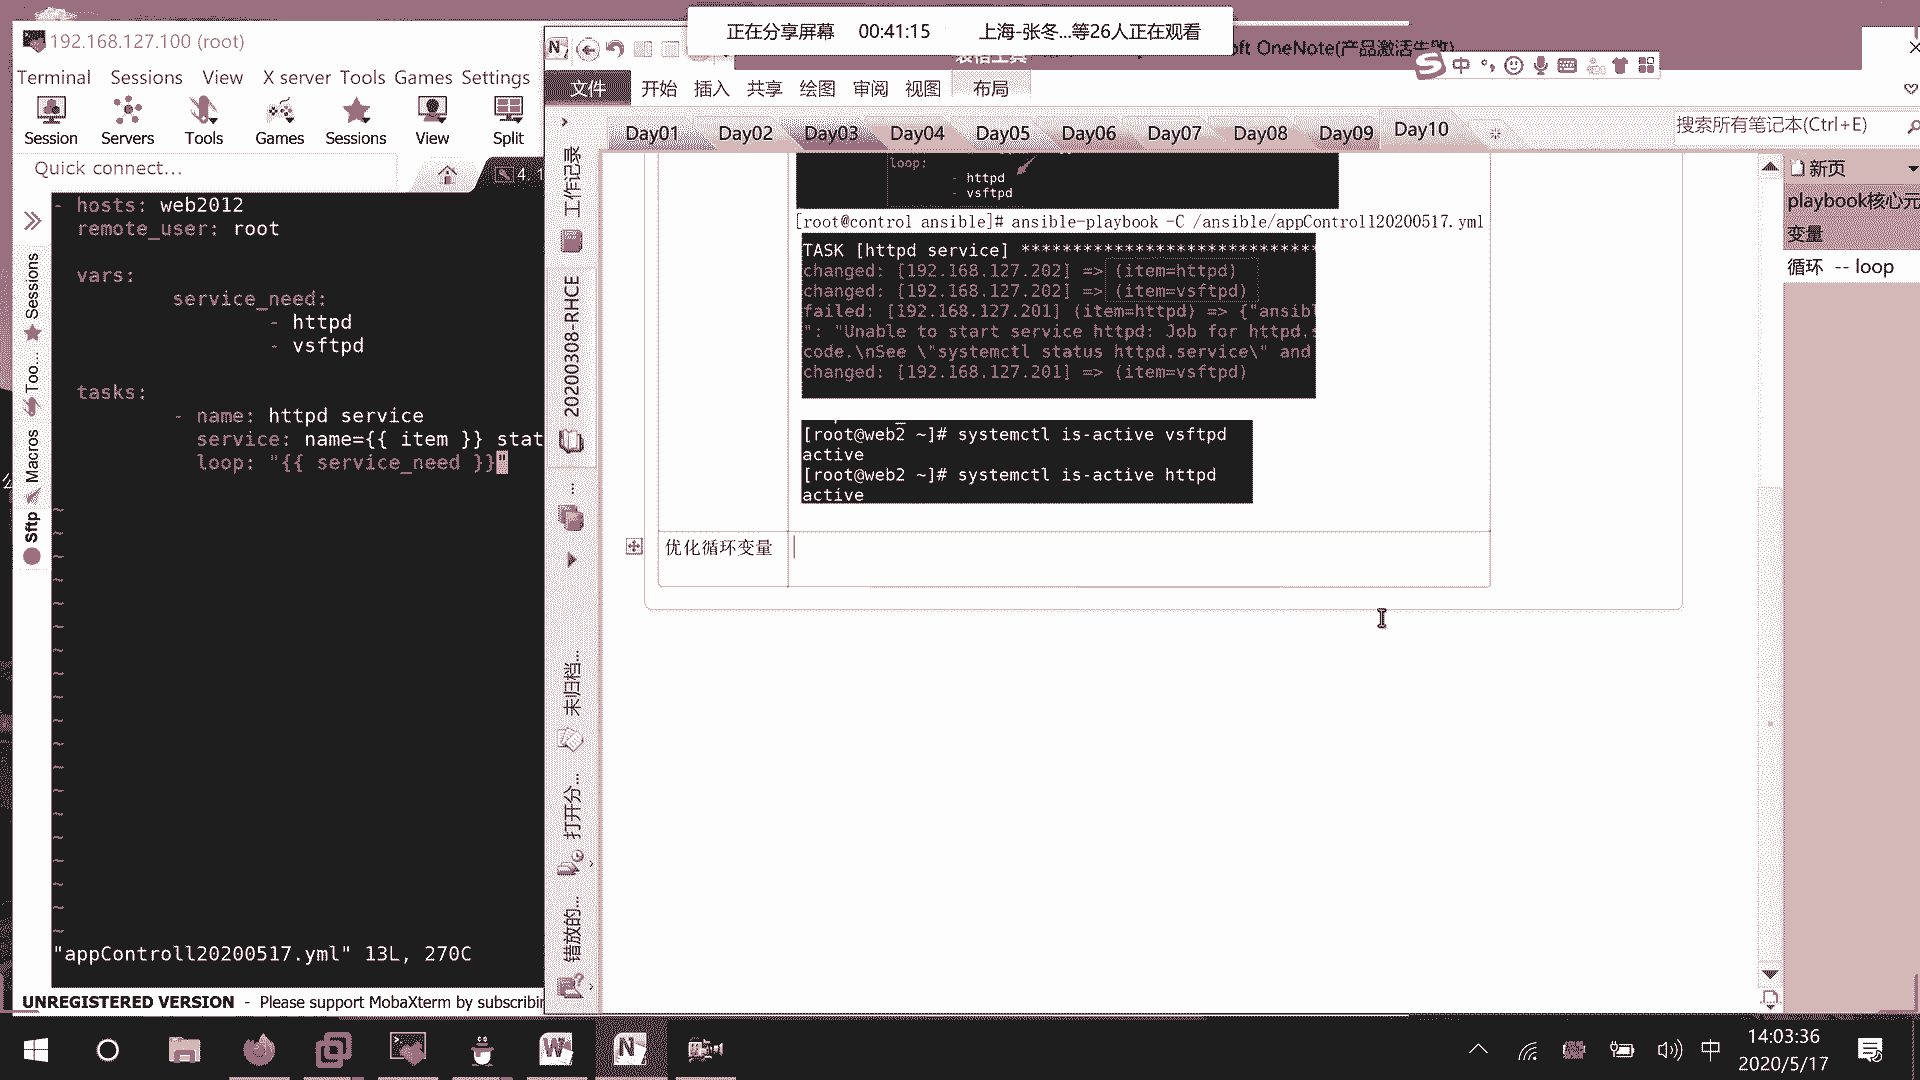 正在分享屏幕 00:41:15 上海-张冬...等26人正在观看
192.168.127.100 (root)
Terminal Sessions View X server Tools Games Settings
Session Servers Tools Games Sessions View Split
Quick connect...
4. 1
- hosts: web2012
remote_user: root
vars:
service_need:
- httpd
- vsftpd
tasks:
- name: httpd service
service: name={{ item }} stat
loop: "{{ service_need }}"
~
"appControll20200517.yml" 13L, 270C
UNREGISTERED VERSION - Please support MobaXterm by subscribin
Sessions
Too...
Macros
Sftp
oft OneNote(产品激活失败)
表格工具
中
文件 开始 插入 共享 绘图 审阅 视图 布局
Day01 Day02 Day03 Day04 Day05 Day06 Day07 Day08 Day09 Day10
搜索所有笔记本(Ctrl+E)
工作记录
20200308-RHCE
未归档...
打开分...
错放的...
loop:
- httpd
- vsftpd
[root@control ansible]# ansible-playbook -C /ansible/appControll20200517.yml
TASK [httpd service] *****************************
changed: [192.168.127.202] => (item=httpd)
changed: [192.168.127.202] => (item=vsftpd)
failed: [192.168.127.201] (item=httpd) => {"ansibl
": "Unable to start service httpd: Job for httpd.s
code.\nSee \"systemctl status httpd.service\" and
changed: [192.168.127.201] => (item=vsftpd)
[root@web2 ~]# systemctl is-active vsftpd
active
[root@web2 ~]# systemctl is-active httpd
active
优化循环变量
新页
playbook核心元
变量
循环 -- loop
中
14:03:36
2020/5/17